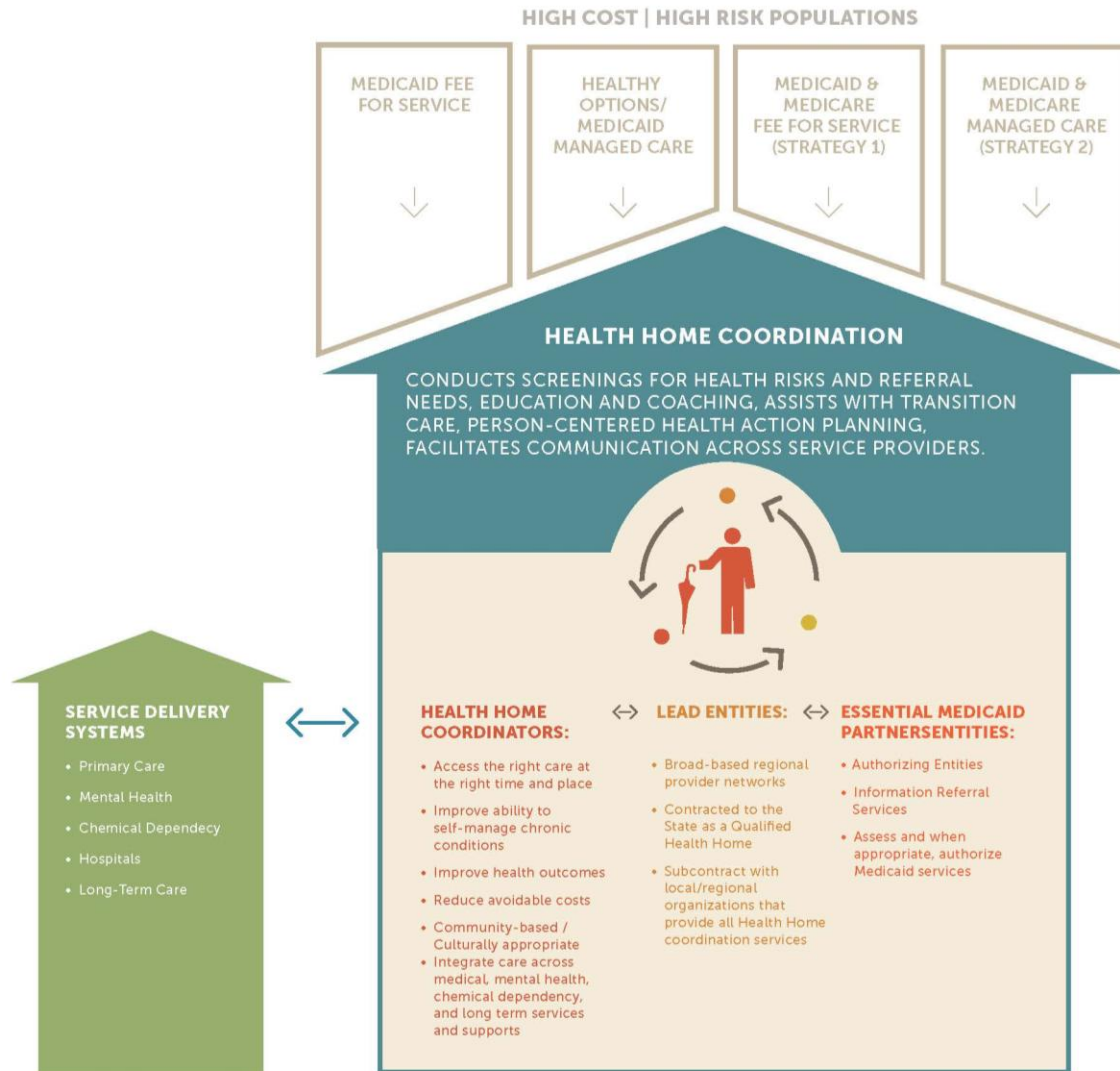 HIGH COST | HIGH RISK POPULATIONS
MEDICAID FEE
FOR SERVICE
HEALTHY
OPTIONS/
MEDICAID
MANAGED CARE
MEDICAID &
MEDICARE
FEE FOR SERVICE
(STRATEGY 1)
MEDICAID &
MEDICARE
MANAGED CARE
(STRATEGY 2)
HEALTH HOME COORDINATION
CONDUCTS SCREENINGS FOR HEALTH RISKS AND REFERRAL
NEEDS, EDUCATION AND COACHING, ASSISTS WITH TRANSITION
CARE, PERSON-CENTERED HEALTH ACTION PLANNING,
FACILITATES COMMUNICATION ACROSS SERVICE PROVIDERS.
SERVICE DELIVERY
SYSTEMS
• Primary Care
• Mental Health
• Chemical Dependecy
• Hospitals
• Long-Term Care
HEALTH HOME
COORDINATORS:
• Access the right care at
the right time and place
• Improve ability to
self-manage chronic
conditions
• Improve health outcomes
• Reduce avoidable costs
• Community-based /
Culturally appropriate
• Integrate care across
medical, mental health,
chemical dependency,
and long term services
and supports
LEAD ENTITIES:
• Broad-based regional
provider networks
• Contracted to the
State as a Qualified
Health Home
• Subcontract with
local/regional
organizations that
provide all Health Home
coordination services
ESSENTIAL MEDICAID
PARTNERSENTITIES:
• Authorizing Entities
• Information Referral
Services
• Assess and when
appropriate, authorize
Medicaid services